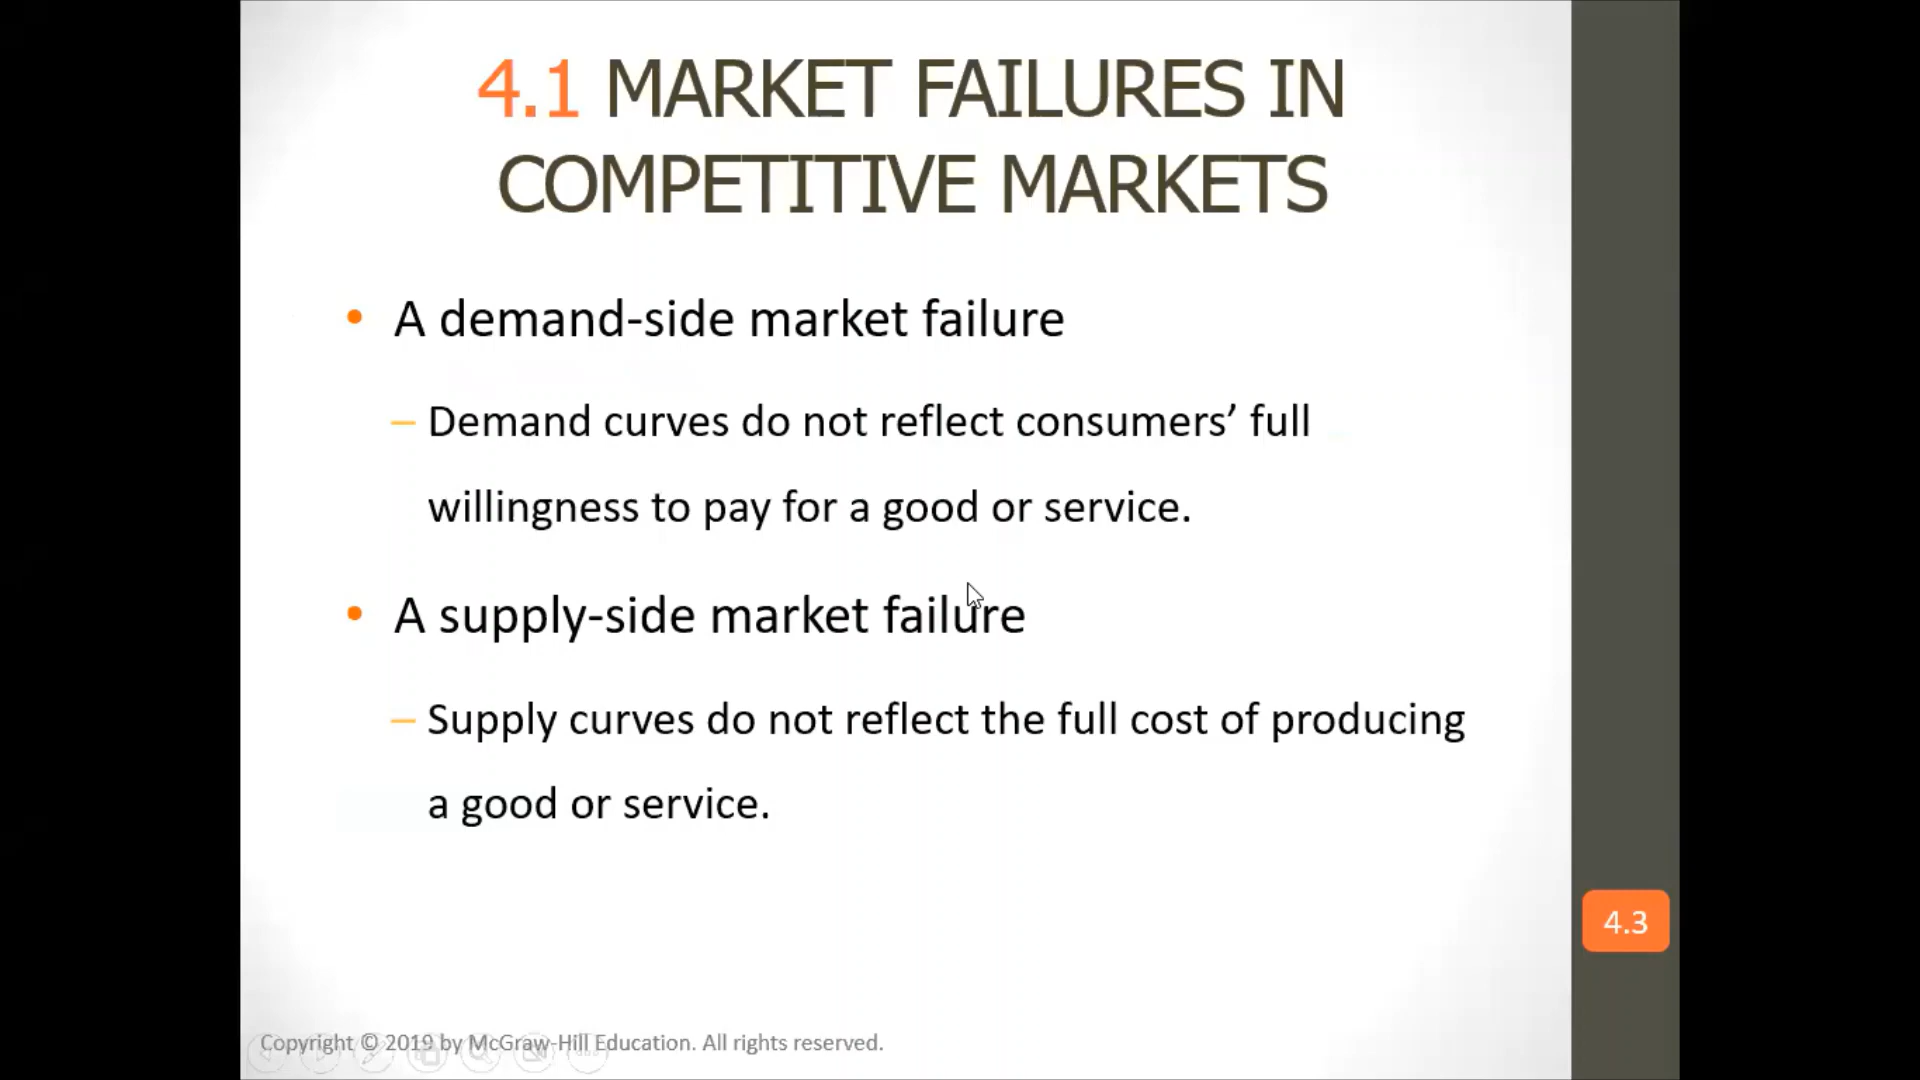 4.1 MARKET FAILURES IN
COMPETITIVE MARKETS
• A demand-side market failure
– Demand curves do not reflect consumers’ full
willingness to pay for a good or service.
• A supply-side market failure
– Supply curves do not reflect the full cost of producing
a good or service.
4.3
Copyright © 2019 by McGraw-Hill Education. All rights reserved.